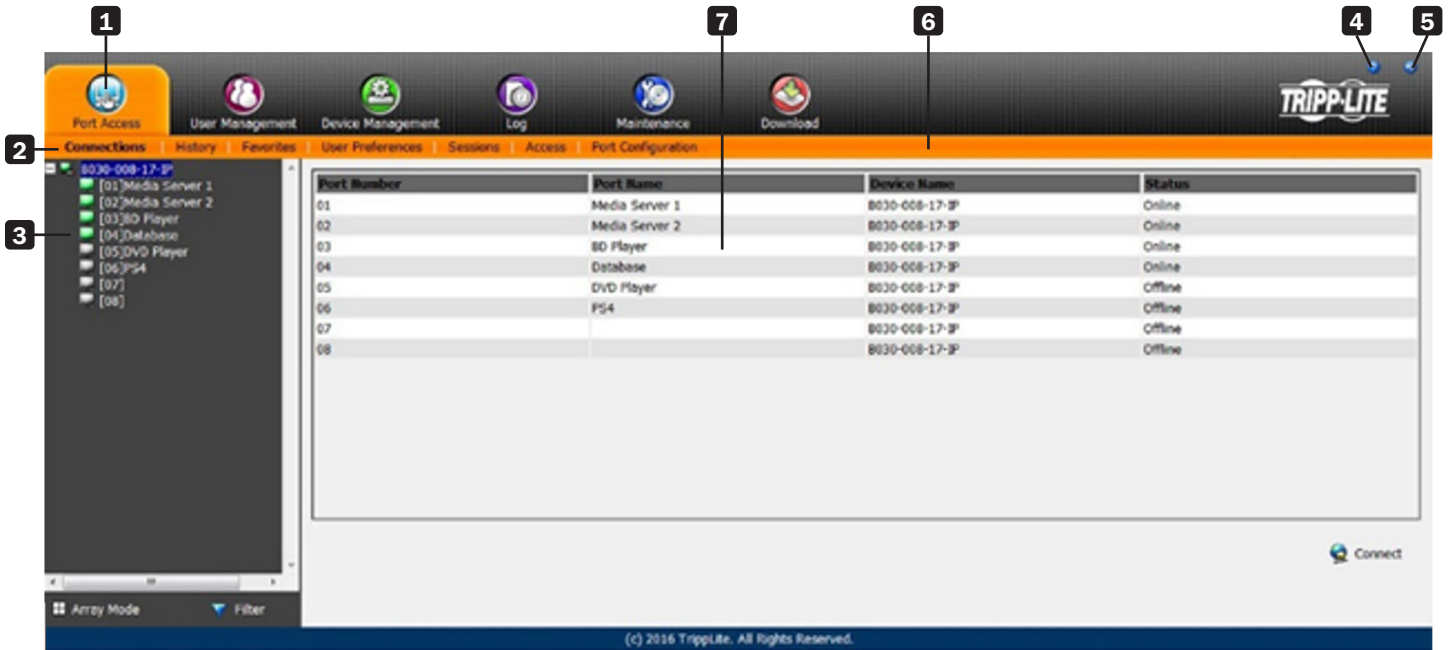 1 7 6 4 5
TRIPP·LITE
Port Access User Management Device Management Log Maintenance Download
2
Connections | History | Favorites | User Preferences | Sessions | Access | Port Configuration
B030-008-17-IP
[01]Media Server 1
[02]Media Server 2
[03]BD Player
3
[04]Database
[05]DVD Player
[06]PS4
[07]
[08]
Port Number Port Name Device Name Status
01 Media Server 1 B030-008-17-IP Online
02 Media Server 2 B030-008-17-IP Online
03 BD Player B030-008-17-IP Online
04 Database B030-008-17-IP Online
05 DVD Player B030-008-17-IP Offline
06 PS4 B030-008-17-IP Offline
07 B030-008-17-IP Offline
08 B030-008-17-IP Offline
Connect
Array Mode Filter
(c) 2016 TrippLite. All Rights Reserved.